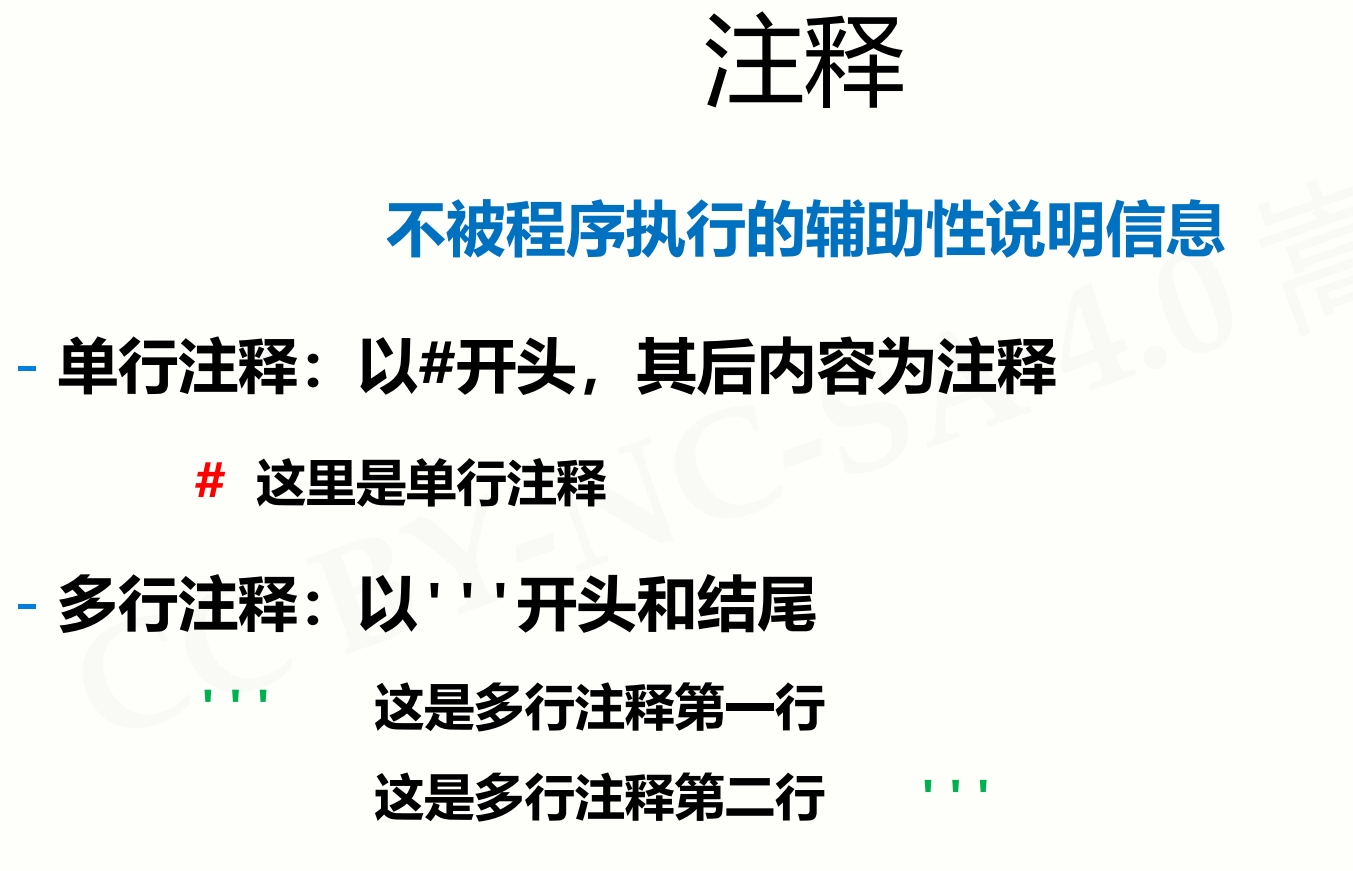 注释
不被程序执行的辅助性说明信息
- 单行注释：以#开头，其后内容为注释
# 这里是单行注释
- 多行注释：以'''开头和结尾
''' 这是多行注释第一行
这是多行注释第二行 '''
CC BY-NC-SA 4.0 嵩